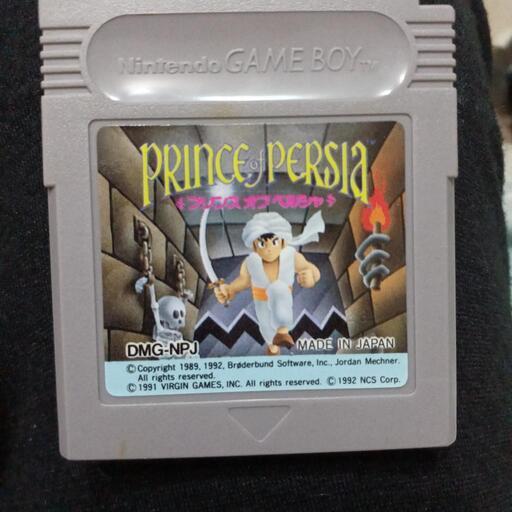 Nintendo GAME BOY™
PRINCE of PERSIA™
プリンス オブ ペルシャ
DMG-NPJ
MADE IN JAPAN
©Copyright 1989, 1992, Brøderbund Software, Inc., Jordan Mechner.
All rights reserved.
©1991 VIRGIN GAMES, INC. All rights reserved. ©1992 NCS Corp.